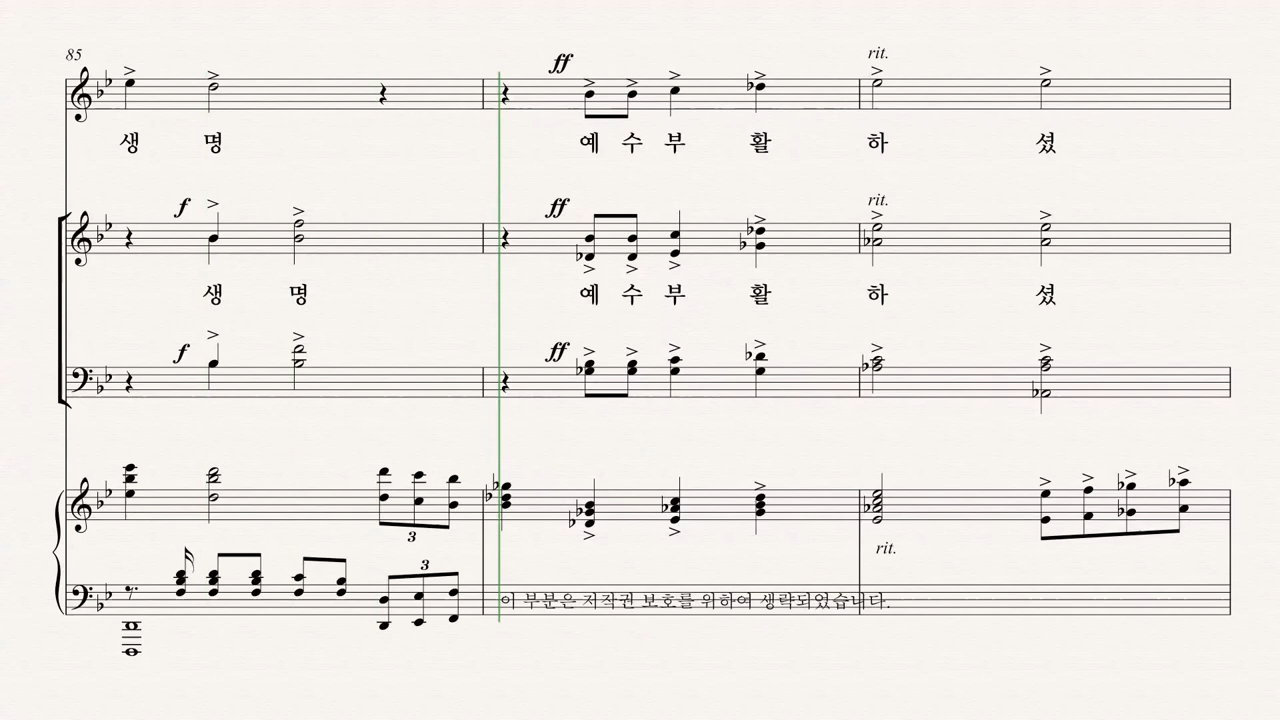 85
ff
rit.
생 명 예 수 부 활 하 셨
f
ff
rit.
생 명 예 수 부 활 하 셨
f
ff
3
rit.
3
이 부분은 저작권 보호를 위하여 생략되었습니다.